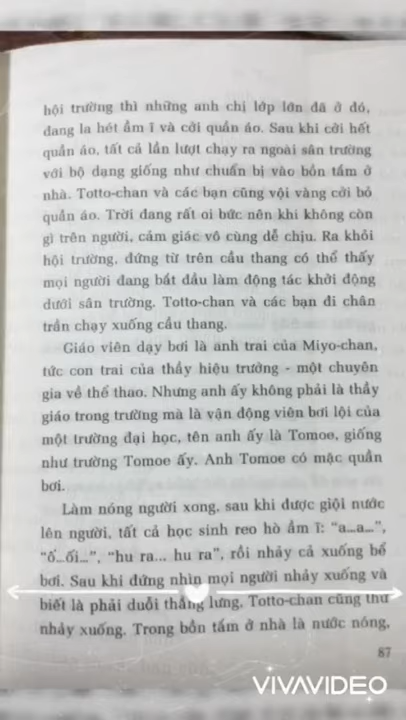 hội trường thì những anh chị lớp lớn đã ở đó,
đang la hét ầm ĩ và cởi quần áo. Sau khi cởi hết
quần áo, tất cả lần lượt chạy ra ngoài sân trường
với bộ dạng giống như chuẩn bị vào bồn tắm ở
nhà. Totto-chan và các bạn cũng vội vàng cởi bỏ
quần áo. Trời đang rất oi bức nên khi không còn
gì trên người, cảm giác vô cùng dễ chịu. Ra khỏi
hội trường, đứng từ trên cầu thang có thể thấy
mọi người đang bắt đầu làm động tác khởi động
dưới sân trường. Totto-chan và các bạn đi chân
trần chạy xuống cầu thang.
Giáo viên dạy bơi là anh trai của Miyo-chan,
tức con trai của thầy hiệu trưởng - một chuyên
gia về thể thao. Nhưng anh ấy không phải là thầy
giáo trong trường mà là vận động viên bơi lội của
một trường đại học, tên anh ấy là Tomoe, giống
như trường Tomoe ấy. Anh Tomoe có mặc quần
bơi.
Làm nóng người xong, sau khi được giội nước
lên người, tất cả học sinh reo hò ầm ĩ: “a...a...”,
“ố...ối...”, “hu ra... hu ra”, rồi nhảy cả xuống bể
bơi. Sau khi đứng nhìn mọi người nhảy xuống và
biết là phải duỗi thẳng lưng, Totto-chan cũng thử
nhảy xuống. Trong bồn tắm ở nhà là nước nóng,
87
VIVAVIDEO